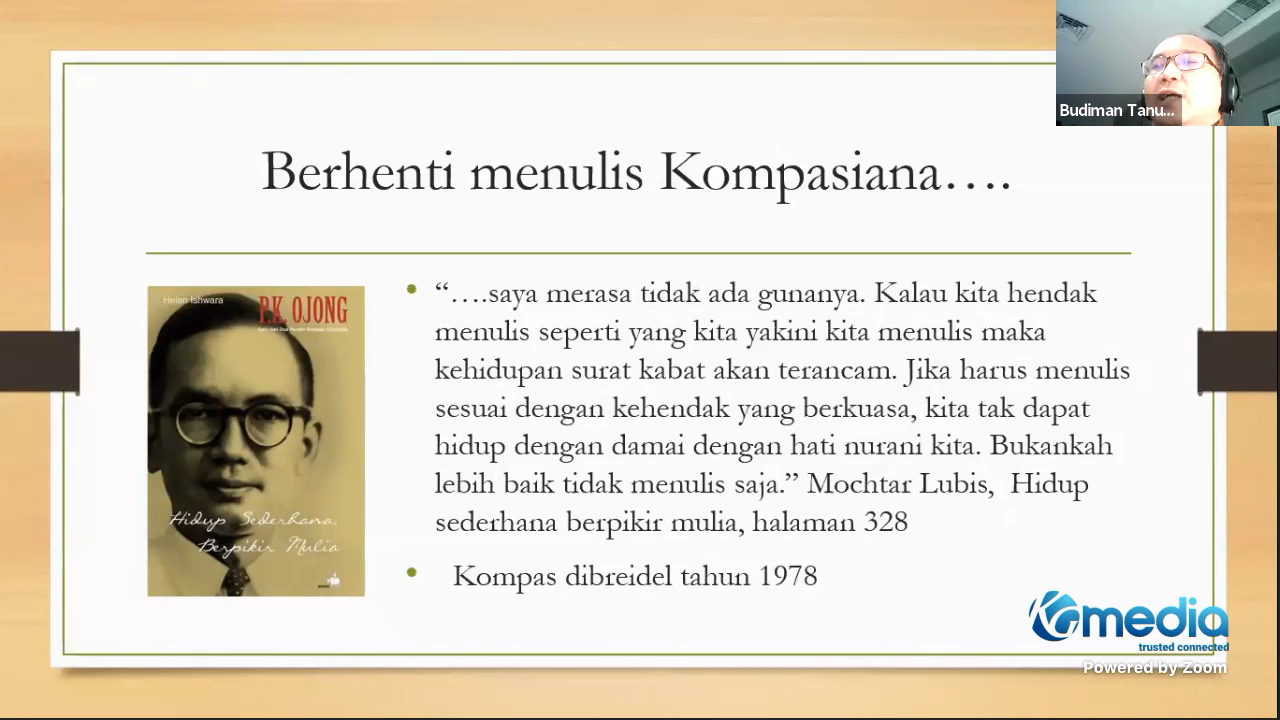 Budiman Tanu...
Berhenti menulis Kompasiana….
Helen Ishwara
P.K. OJONG
Hidup Sederhana,
Berpikir Mulia
• “….saya merasa tidak ada gunanya. Kalau kita hendak
menulis seperti yang kita yakini kita menulis maka
kehidupan surat kabat akan terancam. Jika harus menulis
sesuai dengan kehendak yang berkuasa, kita tak dapat
hidup dengan damai dengan hati nurani kita. Bukankah
lebih baik tidak menulis saja.” Mochtar Lubis, Hidup
sederhana berpikir mulia, halaman 328
• Kompas dibreidel tahun 1978
KGmedia
trusted connected
Powered by Zoom